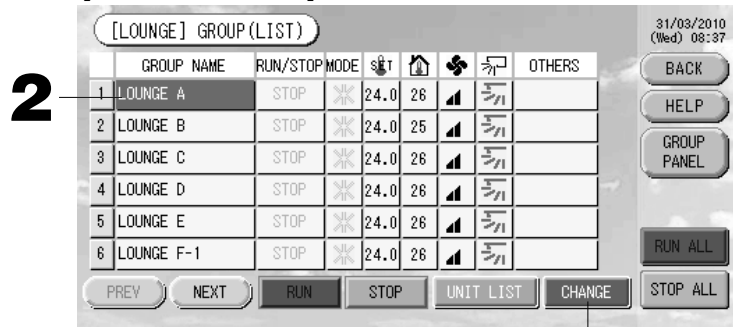 [LOUNGE] GROUP(LIST)
31/03/2010
(Wed) 08:37
GROUP NAME RUN/STOP MODE SET OTHERS
BACK
2
1 LOUNGE A STOP 24.0 26
HELP
2 LOUNGE B STOP 24.0 25
3 LOUNGE C STOP 24.0 26
GROUP
PANEL
4 LOUNGE D STOP 24.0 26
5 LOUNGE E STOP 24.0 26
6 LOUNGE F-1 STOP 24.0 26
RUN ALL
PREV NEXT RUN STOP UNIT LIST CHANGE STOP ALL